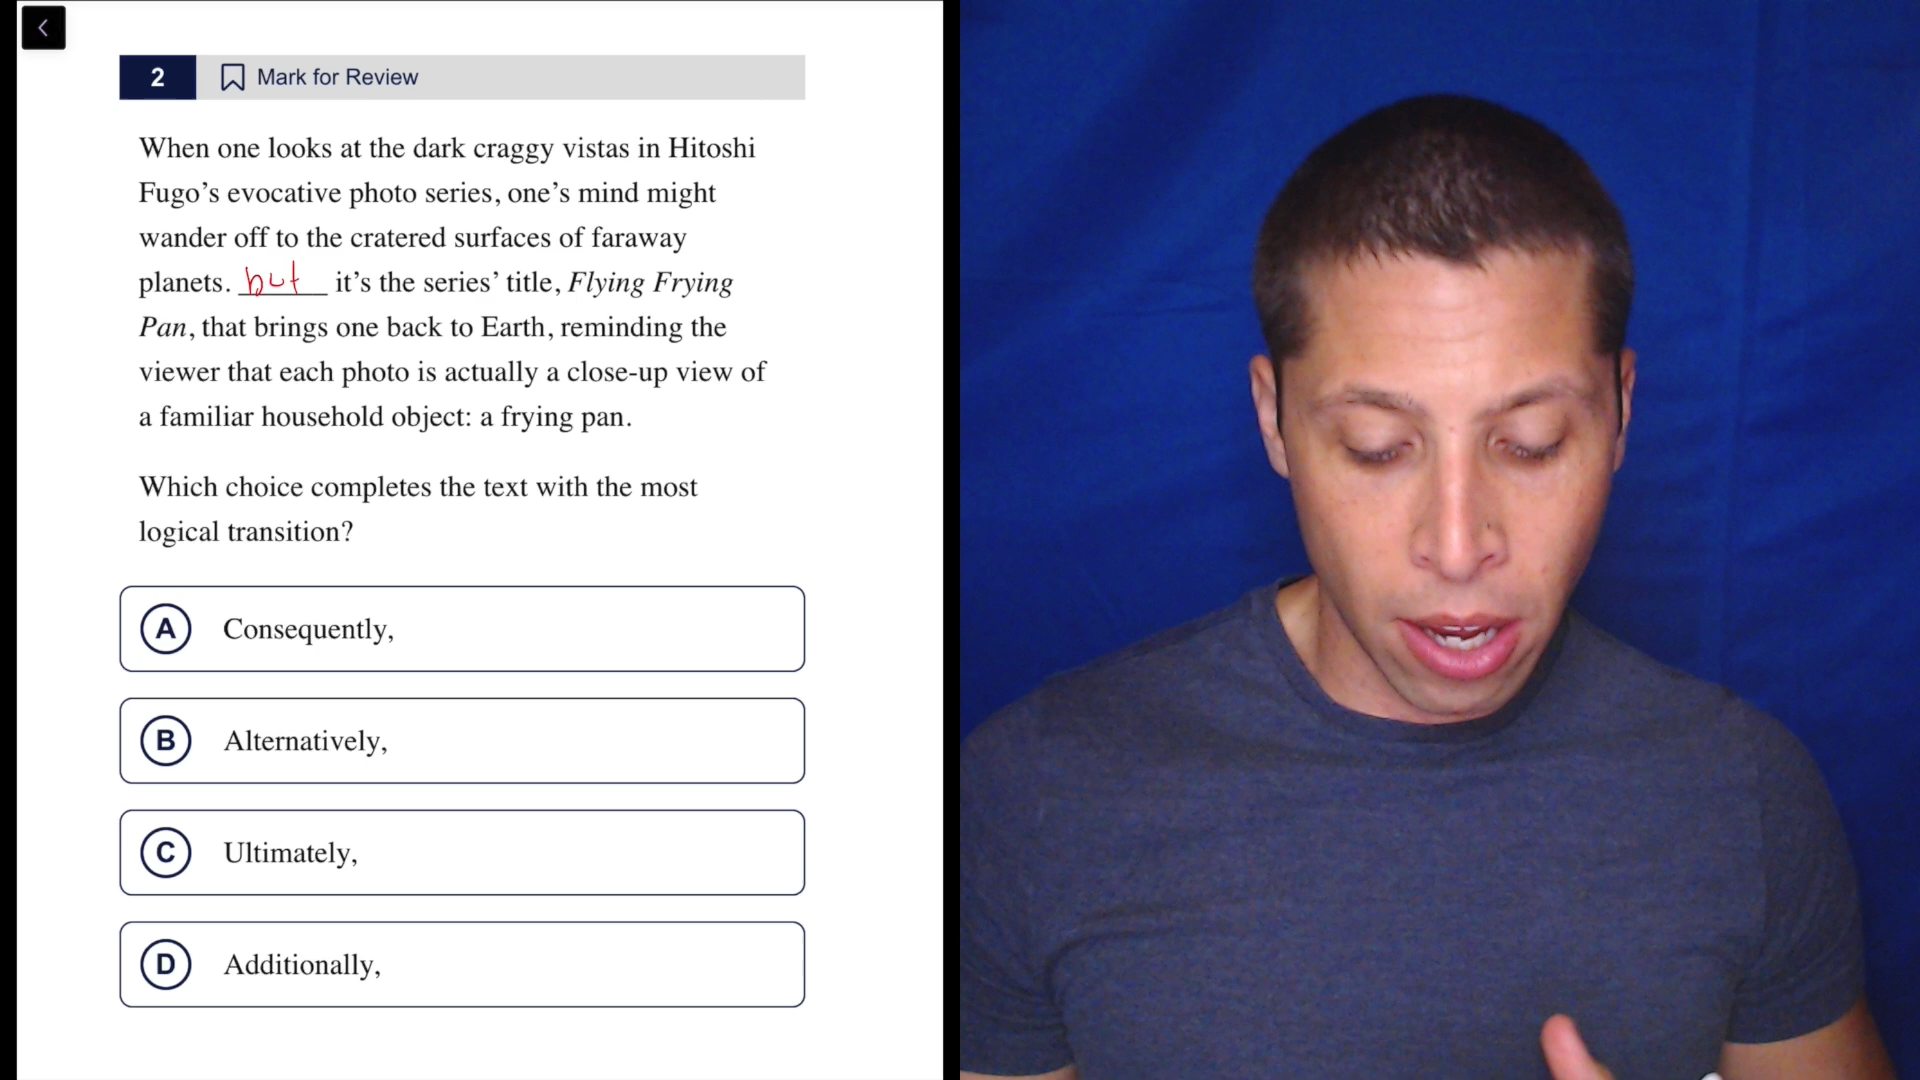 2 Mark for Review
When one looks at the dark craggy vistas in Hitoshi
Fugo’s evocative photo series, one’s mind might
wander off to the cratered surfaces of faraway
planets. but it’s the series’ title, Flying Frying
Pan, that brings one back to Earth, reminding the
viewer that each photo is actually a close-up view of
a familiar household object: a frying pan.
Which choice completes the text with the most
logical transition?
A Consequently,
B Alternatively,
C Ultimately,
D Additionally,